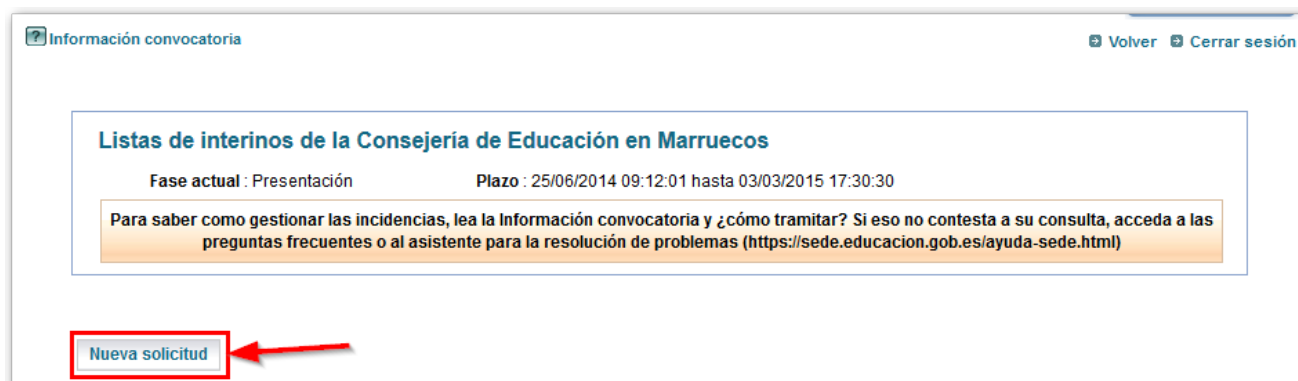 Información convocatoria
Volver Cerrar sesión
Listas de interinos de la Consejería de Educación en Marruecos
Fase actual : Presentación Plazo : 25/06/2014 09:12:01 hasta 03/03/2015 17:30:30
Para saber como gestionar las incidencias, lea la Información convocatoria y ¿cómo tramitar? Si eso no contesta a su consulta, acceda a las
preguntas frecuentes o al asistente para la resolución de problemas (https://sede.educacion.gob.es/ayuda-sede.html)
Nueva solicitud